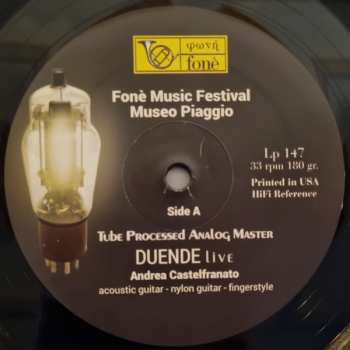 φωνή
fonè
Fonè Music Festival
Museo Piaggio
Lp 147
33 rpm 180 gr.
Printed in USA
HiFi Reference
Side A
Tube Processed Analog Master
DUENDE live
Andrea Castelfranato
acoustic guitar - nylon guitar - fingerstyle